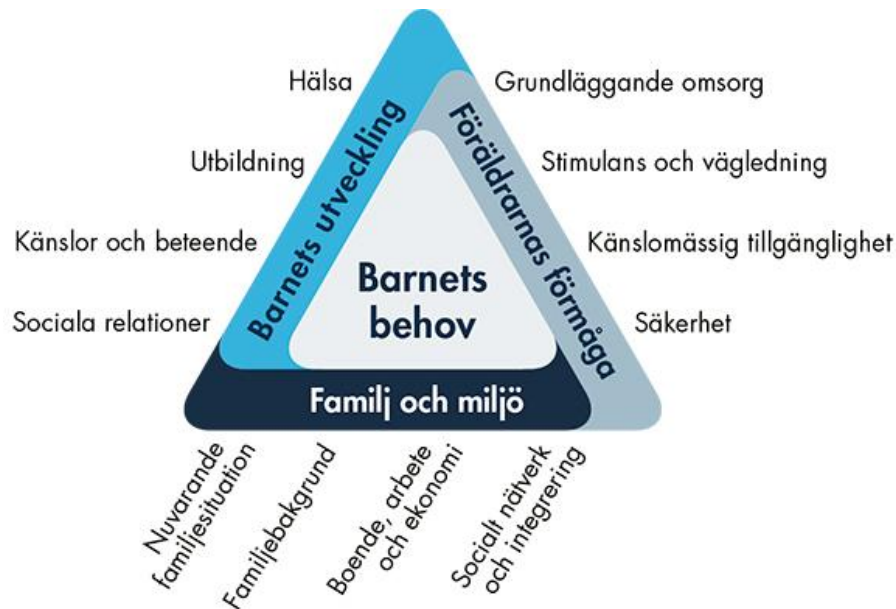 Hälsa
Utbildning
Känslor och beteende
Sociala relationer
Barnets utveckling
Grundläggande omsorg
Stimulans och vägledning
Känslomässig tillgänglighet
Säkerhet
Föräldrarnas förmåga
Barnets
behov
Familj och miljö
Nuvarande
familjesituation
Familjebakgrund
Boende, arbete
och ekonomi
Socialt nätverk
och integrering